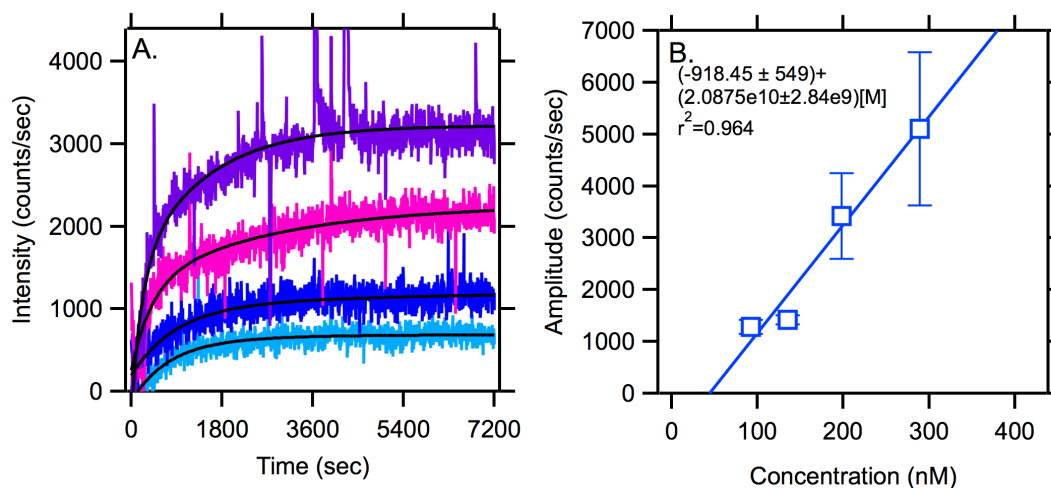 A.
4000
3000
2000
1000
0
Intensity (counts/sec)
0 1800 3600 5400 7200
Time (sec)
B.
(-918.45 ± 549)+
(2.0875e10±2.84e9)[M]
r²=0.964
7000
6000
5000
4000
3000
2000
1000
0
Amplitude (counts/sec)
0 100 200 300 400
Concentration (nM)